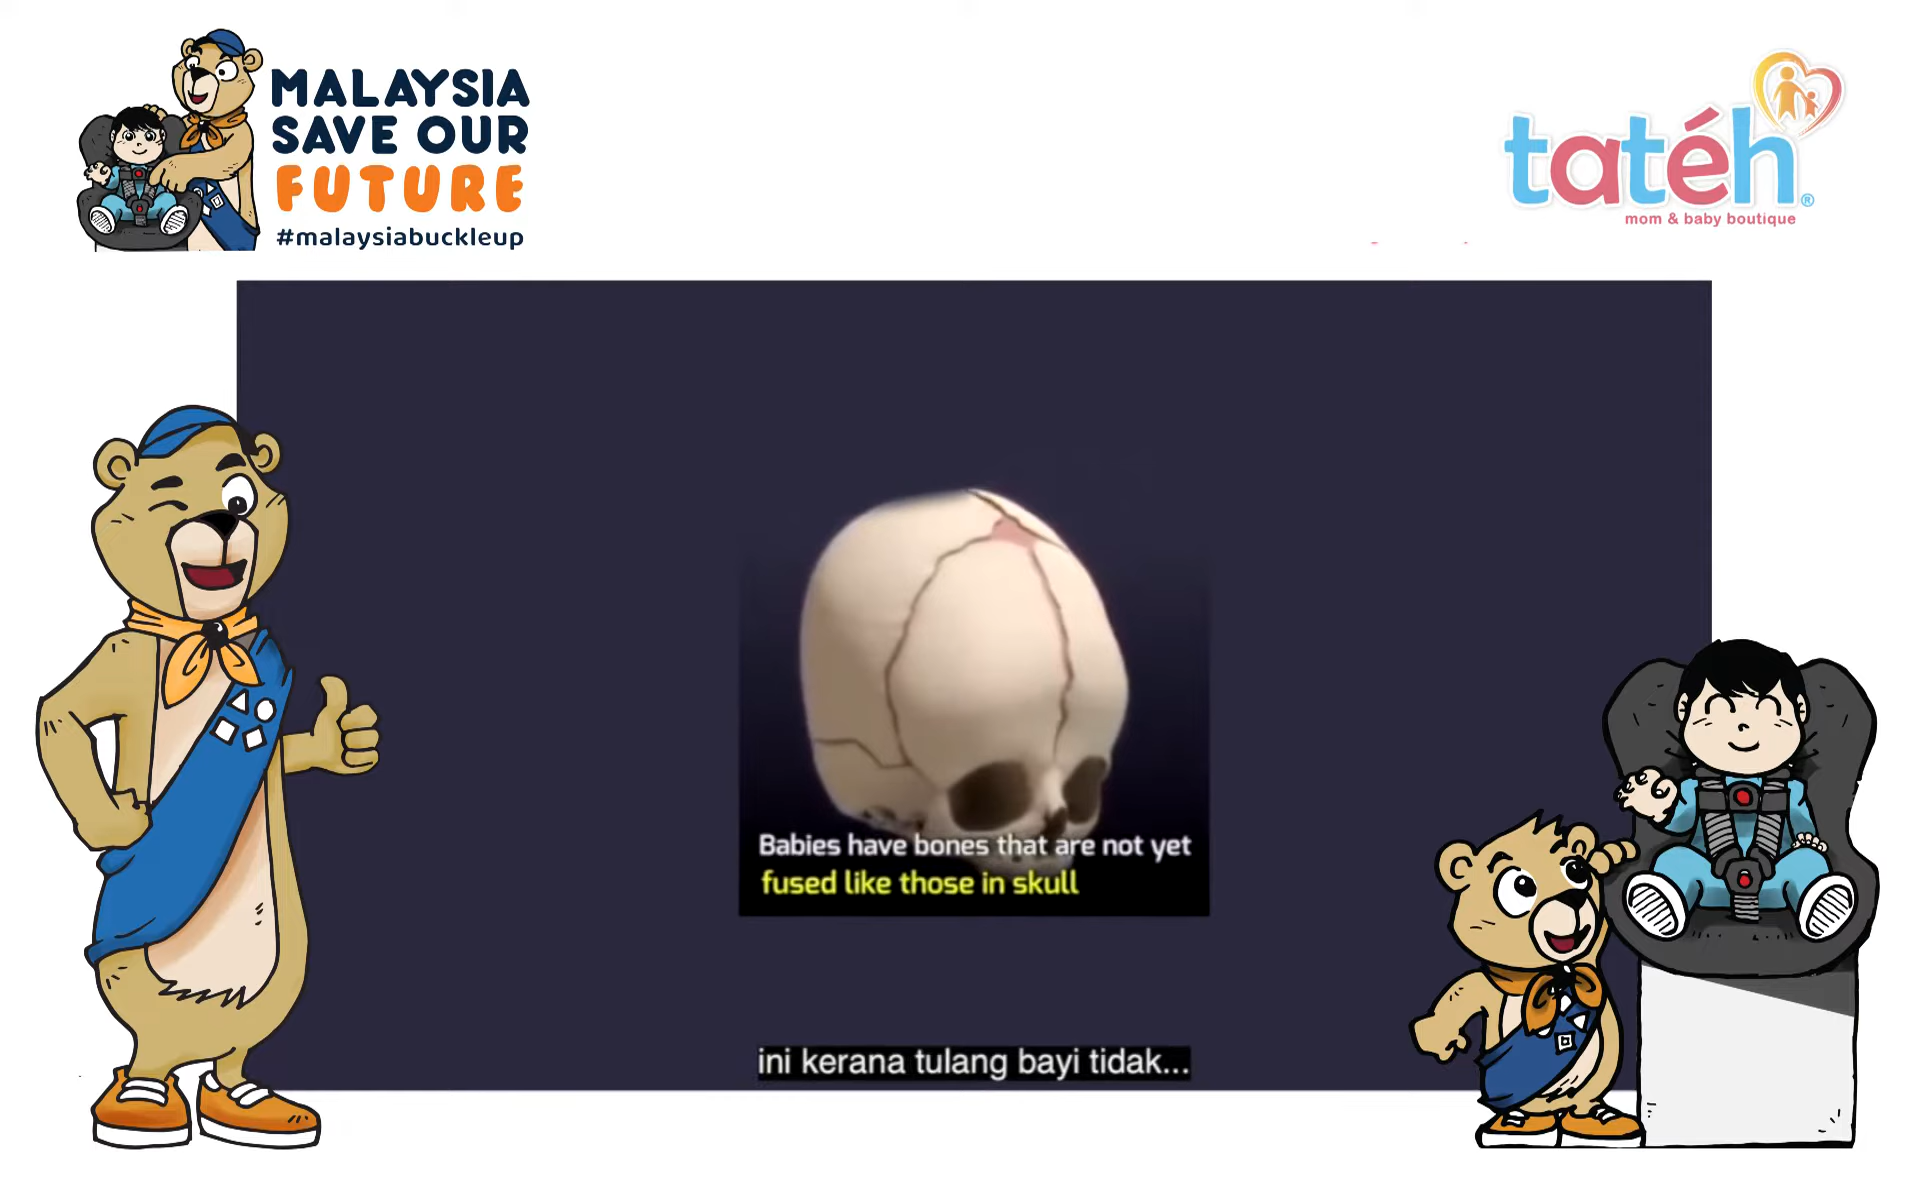 MALAYSIA
SAVE OUR
FUTURE
#malaysiabuckleup
tatéh®
mom & baby boutique
Babies have bones that are not yet
fused like those in skull
ini kerana tulang bayi tidak...